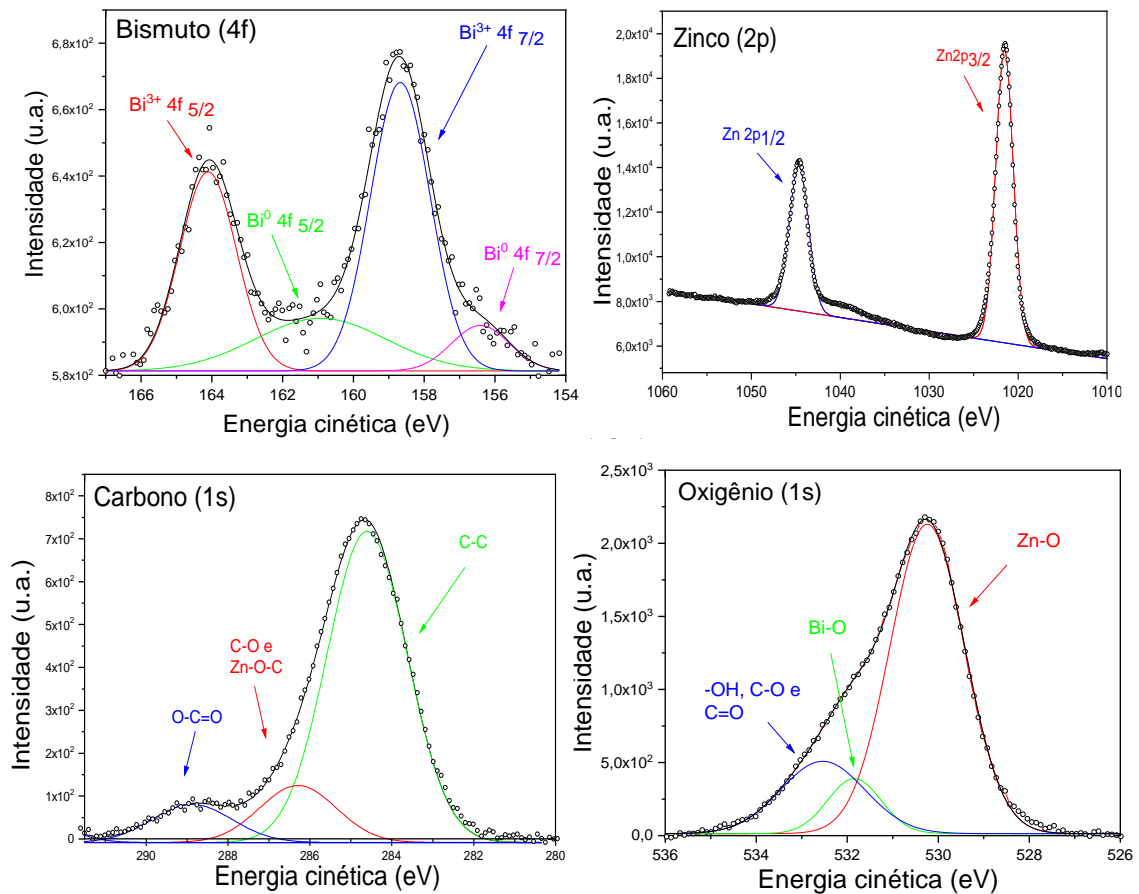 Bismuto (4f)
Bi³⁺ 4f 7/2
Bi³⁺ 4f 5/2
Bi⁰ 4f 5/2
Bi⁰ 4f 7/2
Intensidade (u.a.)
6,8x10²
6,6x10²
6,4x10²
6,2x10²
6,0x10²
5,8x10²
166 164 162 160 158 156 154
Energia cinética (eV)
Zinco (2p)
Zn2p3/2
Zn 2p1/2
Intensidade (u.a.)
2,0x10⁴
1,8x10⁴
1,6x10⁴
1,4x10⁴
1,2x10⁴
1,0x10⁴
8,0x10³
6,0x10³
1060 1050 1040 1030 1020 1010
Energia cinética (eV)
Carbono (1s)
C-C
C-O e
Zn-O-C
O-C=O
Intensidade (u.a.)
8x10²
7x10²
6x10²
5x10²
4x10²
3x10²
2x10²
1x10²
0
290 288 286 284 282 280
Energia cinética (eV)
Oxigênio (1s)
Zn-O
Bi-O
-OH, C-O e
C=O
Intensidade (u.a.)
2,5x10³
2,0x10³
1,5x10³
1,0x10³
5,0x10²
0,0
536 534 532 530 528 526
Energia cinética (eV)